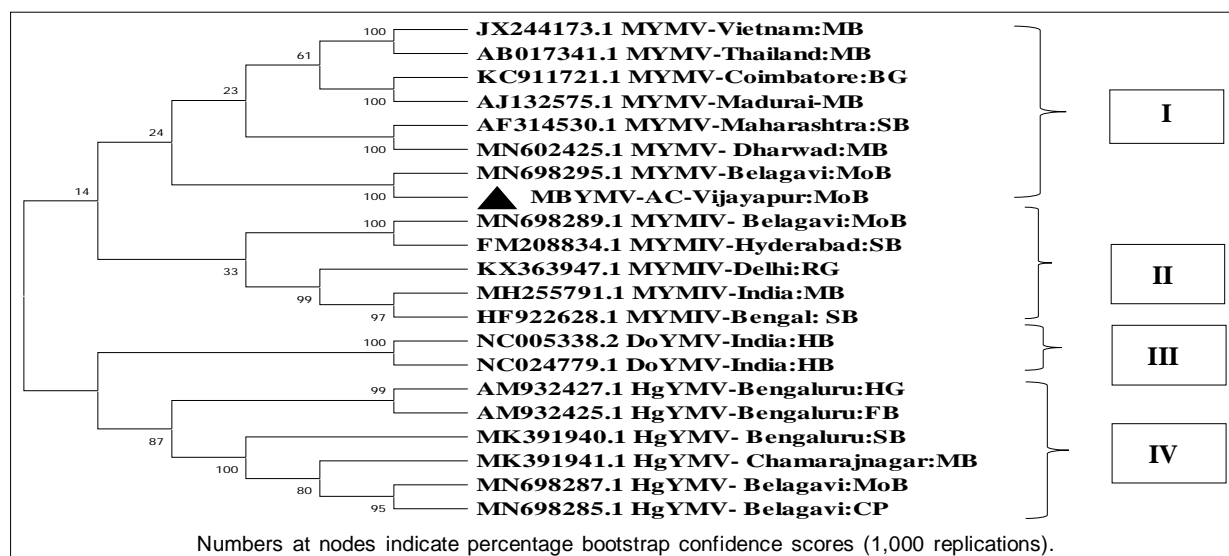 JX244173.1 MYMV-Vietnam:MB
100
AB017341.1 MYMV-Thailand:MB
61
KC911721.1 MYMV-Coimbatore:BG
23
AJ132575.1 MYMV-Madurai-MB
100
I
AF314530.1 MYMV-Maharashtra:SB
24
MN602425.1 MYMV- Dharwad:MB
100
MN698295.1 MYMV-Belagavi:MoB
14
MBYMV-AC-Vijayapur:MoB
100
MN698289.1 MYMIV- Belagavi:MoB
100
FM208834.1 MYMIV-Hyderabad:SB
33
KX363947.1 MYMIV-Delhi:RG
II
MH255791.1 MYMIV-India:MB
99
HF922628.1 MYMIV-Bengal: SB
97
NC005338.2 DoYMV-India:HB
100
III
NC024779.1 DoYMV-India:HB
AM932427.1 HgYMV-Bengaluru:HG
99
AM932425.1 HgYMV-Bengaluru:FB
87
MK391940.1 HgYMV- Bengaluru:SB
IV
MK391941.1 HgYMV- Chamarajnagar:MB
100
MN698287.1 HgYMV- Belagavi:MoB
80
MN698285.1 HgYMV- Belagavi:CP
95
Numbers at nodes indicate percentage bootstrap confidence scores (1,000 replications).